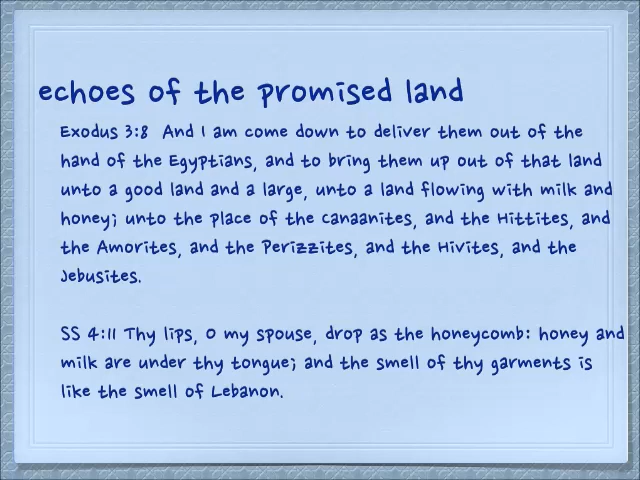 echoes of the promised land
Exodus 3:8 And I am come down to deliver them out of the
hand of the Egyptians, and to bring them up out of that land
unto a good land and a large, unto a land flowing with milk and
honey; unto the place of the Canaanites, and the Hittites, and
the Amorites, and the Perizzites, and the Hivites, and the
Jebusites.
SS 4:11 Thy lips, O my spouse, drop as the honeycomb: honey and
milk are under thy tongue; and the smell of thy garments is
like the smell of Lebanon.